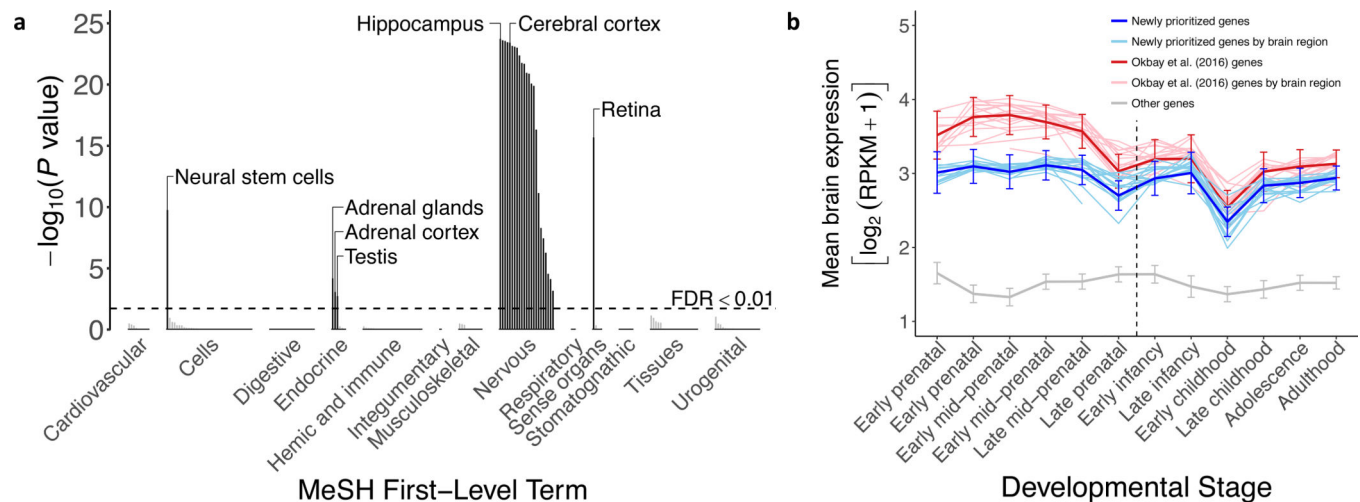 a
25
20
15
10
5
0
−log10(P value)
Hippocampus
Cerebral cortex
Retina
Neural stem cells
Adrenal glands
Adrenal cortex
Testis
FDR < 0.01
Cardiovascular
Cells
Digestive
Endocrine
Hemic and immune
Integumentary
Musculoskeletal
Nervous
Respiratory
Sense organs
Stomatognathic
Tissues
Urogenital
MeSH First−Level Term
b
Newly prioritized genes
Newly prioritized genes by brain region
Okbay et al. (2016) genes
Okbay et al. (2016) genes by brain region
Other genes
5
4
3
2
1
Mean brain expression
[log2(RPKM + 1)]
Early prenatal
Early prenatal
Early mid−prenatal
Early mid−prenatal
Late mid−prenatal
Late prenatal
Early infancy
Late infancy
Early childhood
Late childhood
Adolescence
Adulthood
Developmental Stage